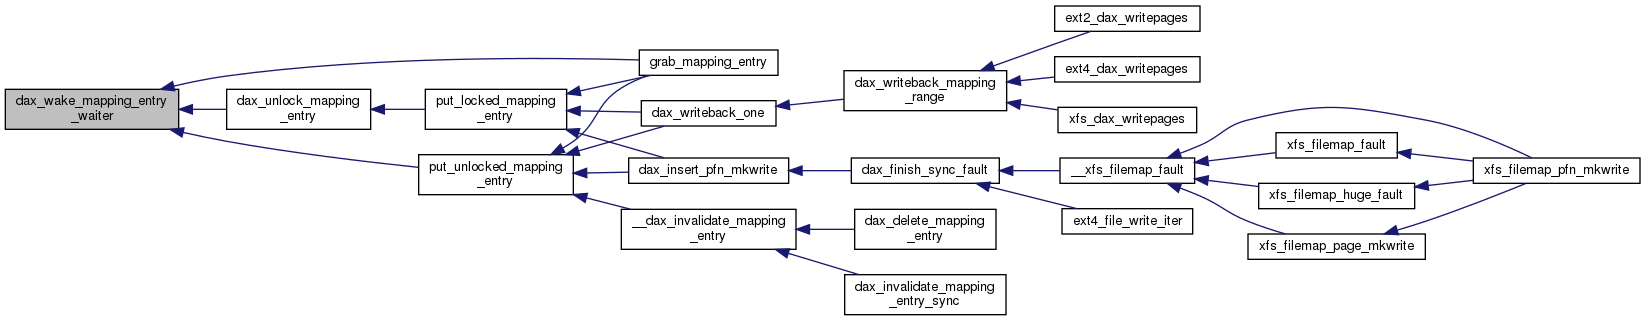 dax_wake_mapping_entry
_waiter
dax_unlock_mapping
_entry
put_locked_mapping
_entry
put_unlocked_mapping
_entry
grab_mapping_entry
dax_writeback_one
dax_insert_pfn_mkwrite
__dax_invalidate_mapping
_entry
dax_writeback_mapping
_range
dax_finish_sync_fault
dax_delete_mapping
_entry
dax_invalidate_mapping
_entry_sync
ext2_dax_writepages
ext4_dax_writepages
xfs_dax_writepages
__xfs_filemap_fault
ext4_file_write_iter
xfs_filemap_fault
xfs_filemap_huge_fault
xfs_filemap_page_mkwrite
xfs_filemap_pfn_mkwrite